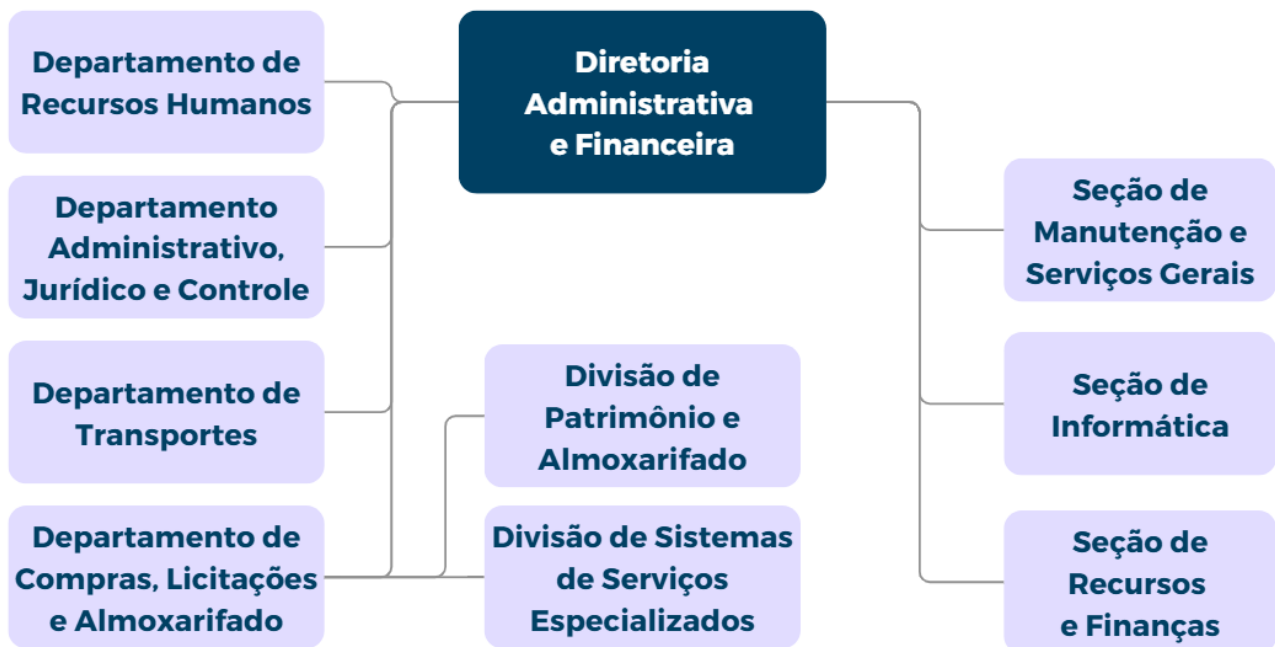 Departamento de
Recursos Humanos
Diretoria
Administrativa
e Financeira
Departamento
Administrativo,
Jurídico e Controle
Seção de
Manutenção e
Serviços Gerais
Departamento de
Transportes
Divisão de
Patrimônio e
Almoxarifado
Seção de
Informática
Departamento de
Compras, Licitações
e Almoxarifado
Divisão de Sistemas
de Serviços
Especializados
Seção de
Recursos
e Finanças